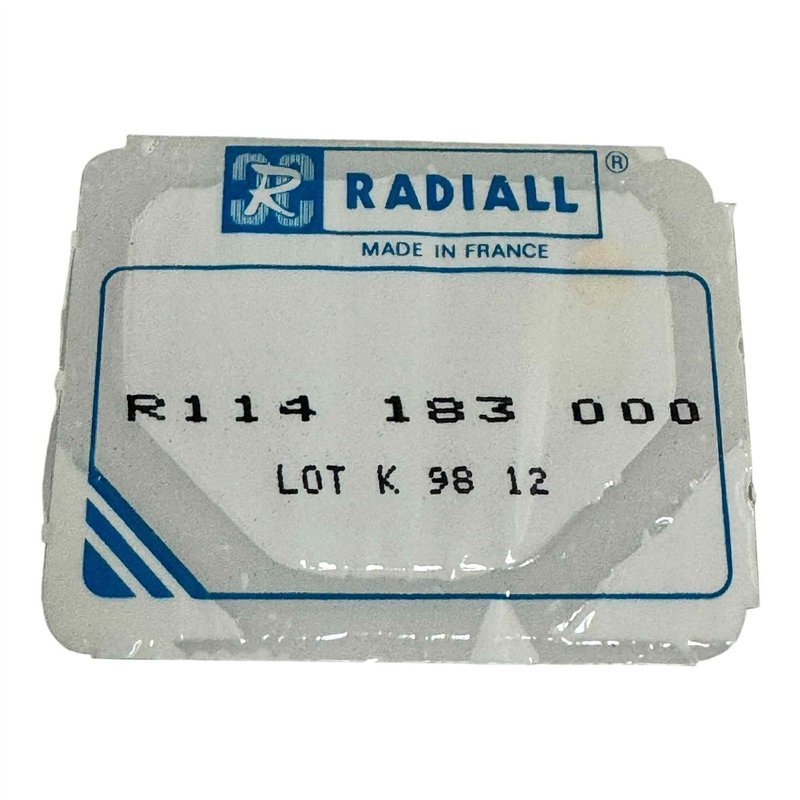 R RADIALL ®
MADE IN FRANCE
R114 183 000
LOT K 98 12